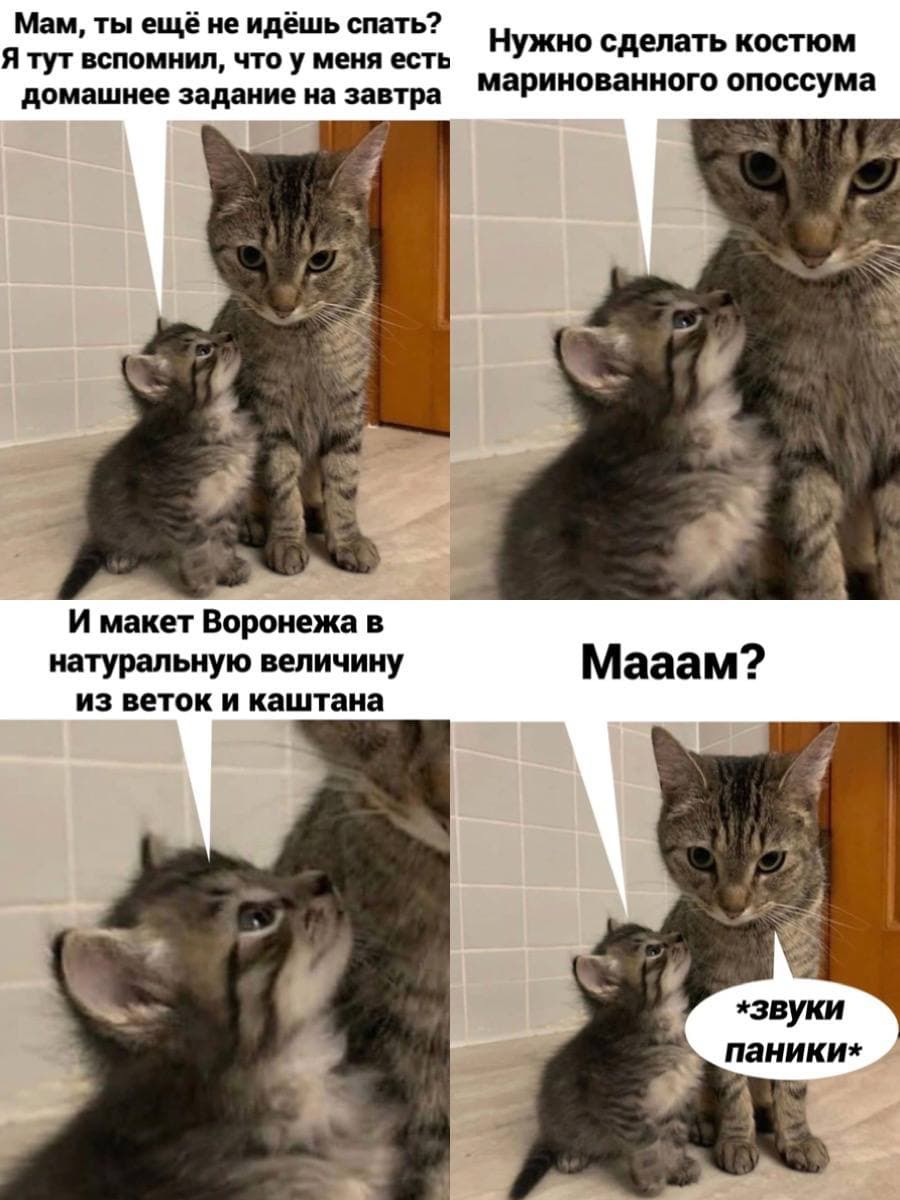 Мам, ты ещё не идёшь спать?
Я тут вспомнил, что у меня есть
домашнее задание на завтра
Нужно сделать костюм
маринованного опоссума
И макет Воронежа в
натуральную величину
из веток и каштана
Мааам?
*звуки
паники*